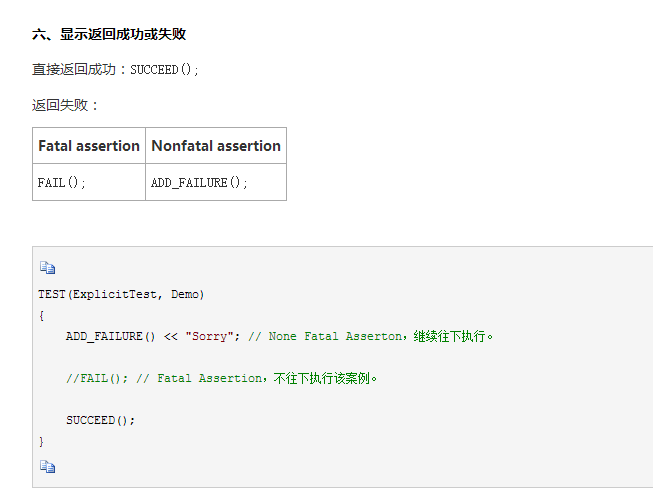 六、显示返回成功或失败
直接返回成功：SUCCEED();
返回失败：
Fatal assertion Nonfatal assertion
FAIL(); ADD_FAILURE();
TEST(ExplicitTest, Demo)
{
    ADD_FAILURE() << "Sorry"; // None Fatal Asserton，继续往下执行。
    //FAIL(); // Fatal Assertion，不往下执行该案例。
    SUCCEED();
}